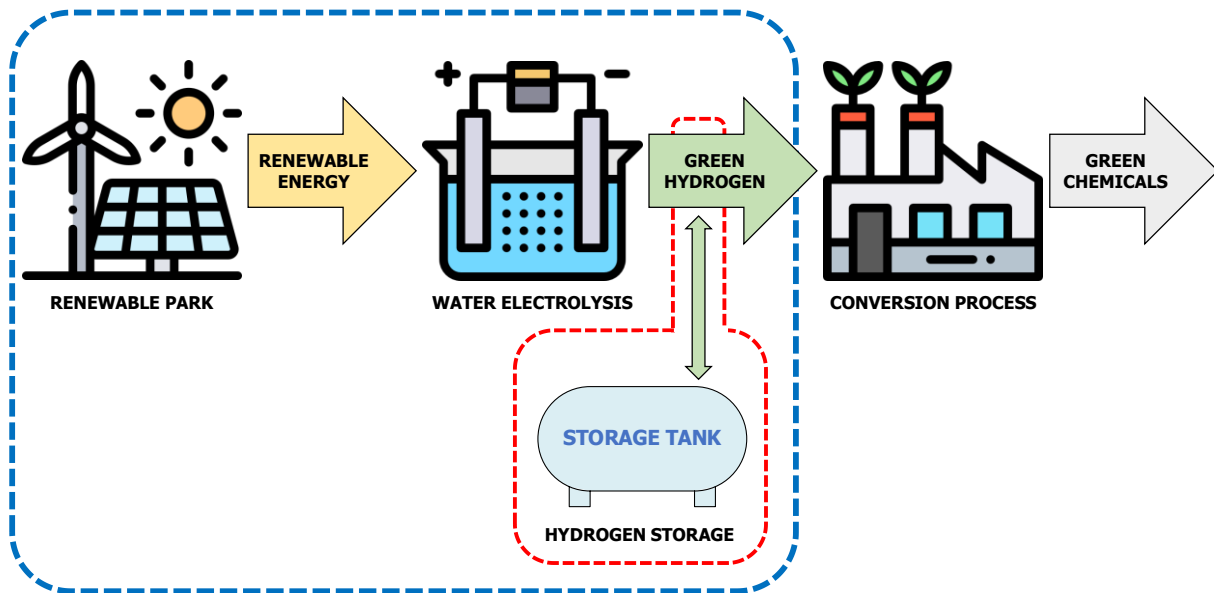 RENEWABLE
ENERGY
GREEN
HYDROGEN
GREEN
CHEMICALS
RENEWABLE PARK
WATER ELECTROLYSIS
CONVERSION PROCESS
STORAGE TANK
HYDROGEN STORAGE